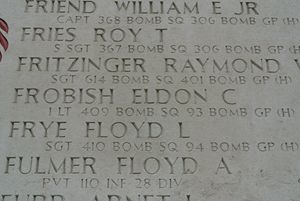 FRIEND WILLIAM E JR
CAPT 368 BOMB SQ 306 BOMB GP (H)
FRIES ROY T
S SGT 367 BOMB SQ 306 BOMB GP (H)
FRITZINGER RAYMOND
SGT 614 BOMB SQ 401 BOMB GP (H)
FROBISH ELDON C
1 LT 409 BOMB SQ 93 BOMB GP (H)
FRYE FLOYD L
SGT 410 BOMB SQ 94 BOMB GP (H)
FULMER FLOYD A
PVT 110 INF 28 DIV